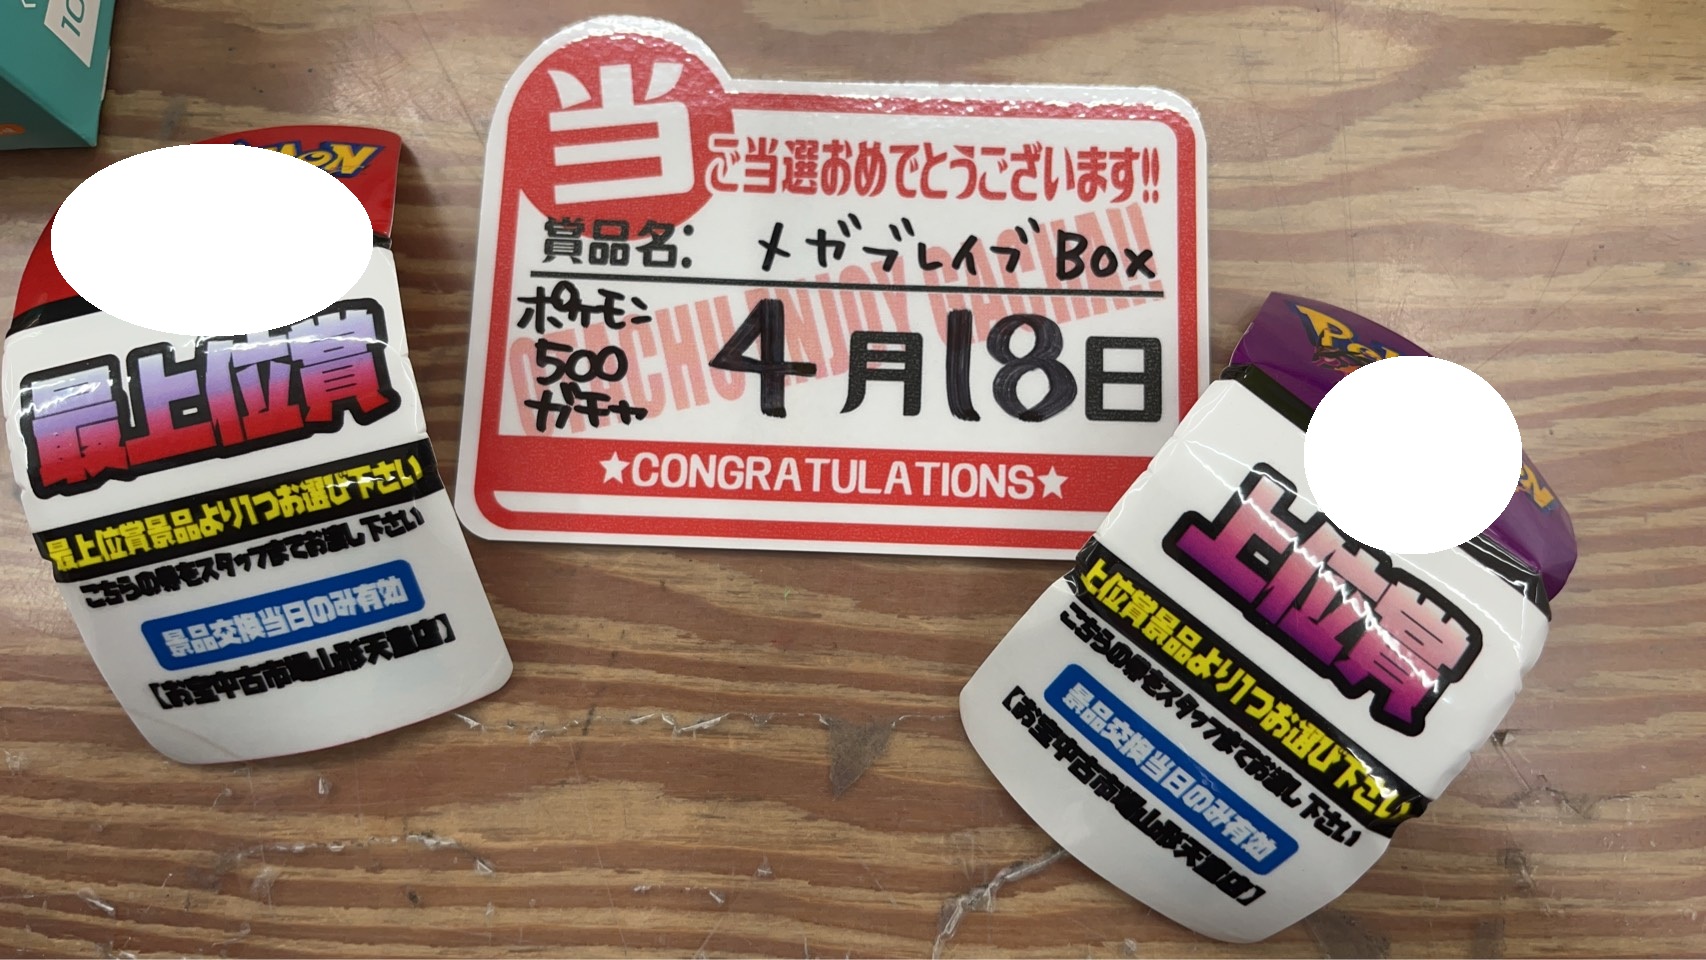 10
当
ご当選おめでとうございます!!
賞品名: メガブレイブBox
ポケモン
500
ガチャ
4月18日
★CONGRATULATIONS★
最上位賞
最上位賞景品より1つお選び下さい
こちらの券をスタッフまでお渡し下さい
景品交換当日のみ有効
【お宝中古市場山形天童店】
上位賞
上位賞景品より1つお選び下さい
こちらの券をスタッフまでお渡し下さい
景品交換当日のみ有効
【お宝中古市場山形天童店】